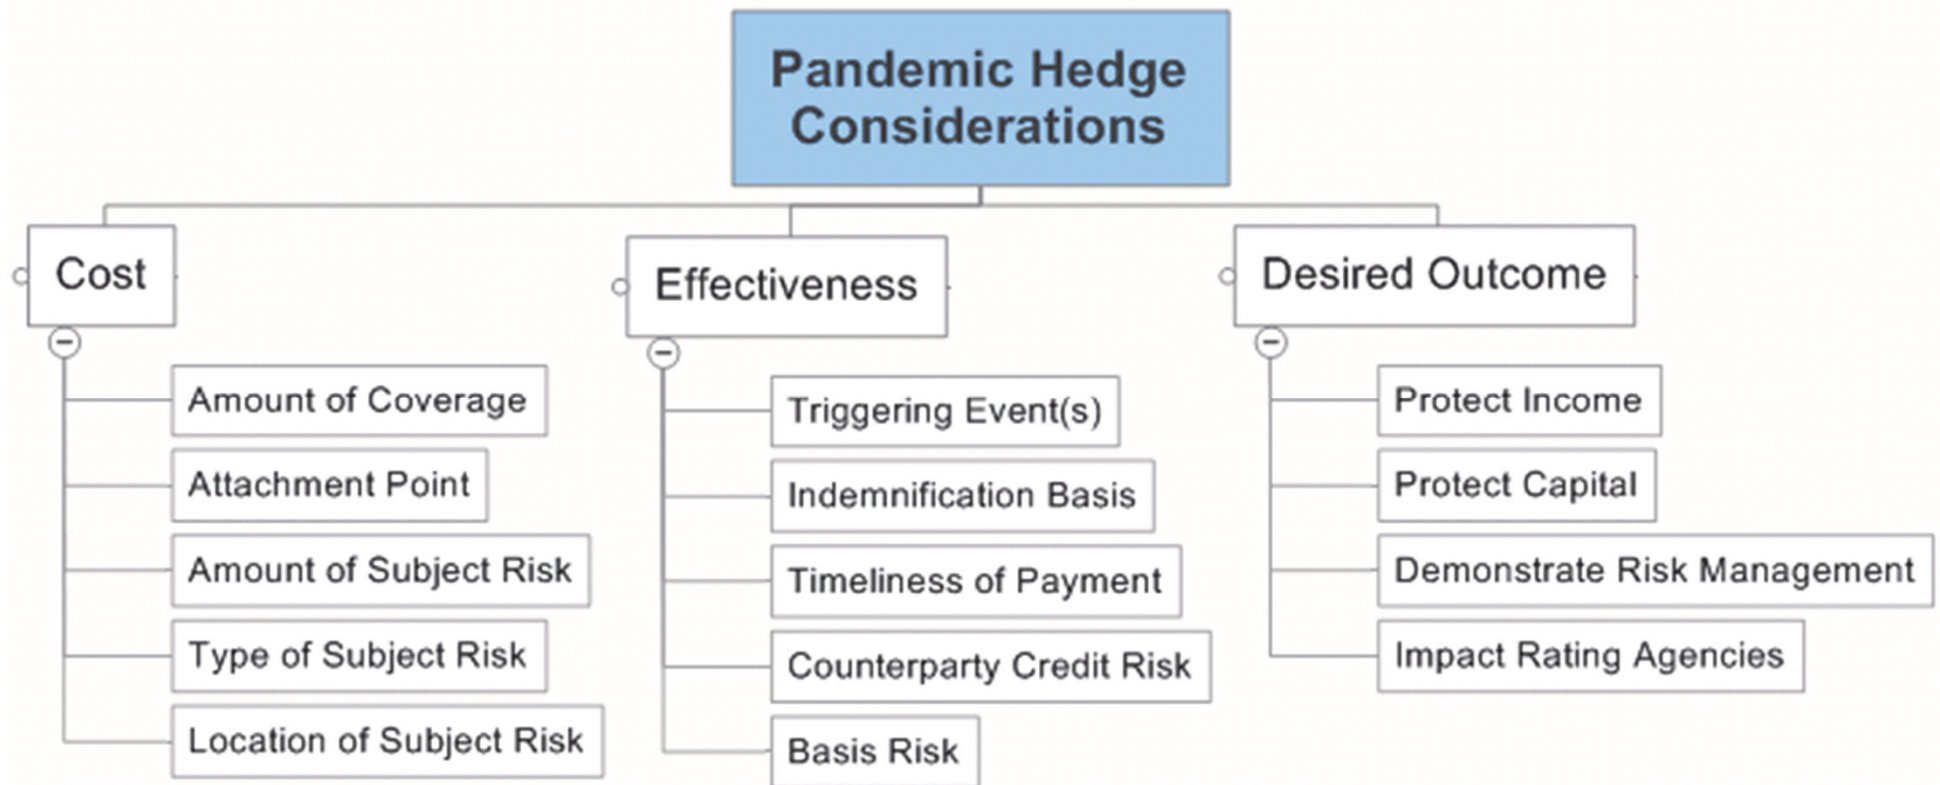 Pandemic Hedge
Considerations
Cost
Amount of Coverage
Attachment Point
Amount of Subject Risk
Type of Subject Risk
Location of Subject Risk
Effectiveness
Triggering Event(s)
Indemnification Basis
Timeliness of Payment
Counterparty Credit Risk
Basis Risk
Desired Outcome
Protect Income
Protect Capital
Demonstrate Risk Management
Impact Rating Agencies